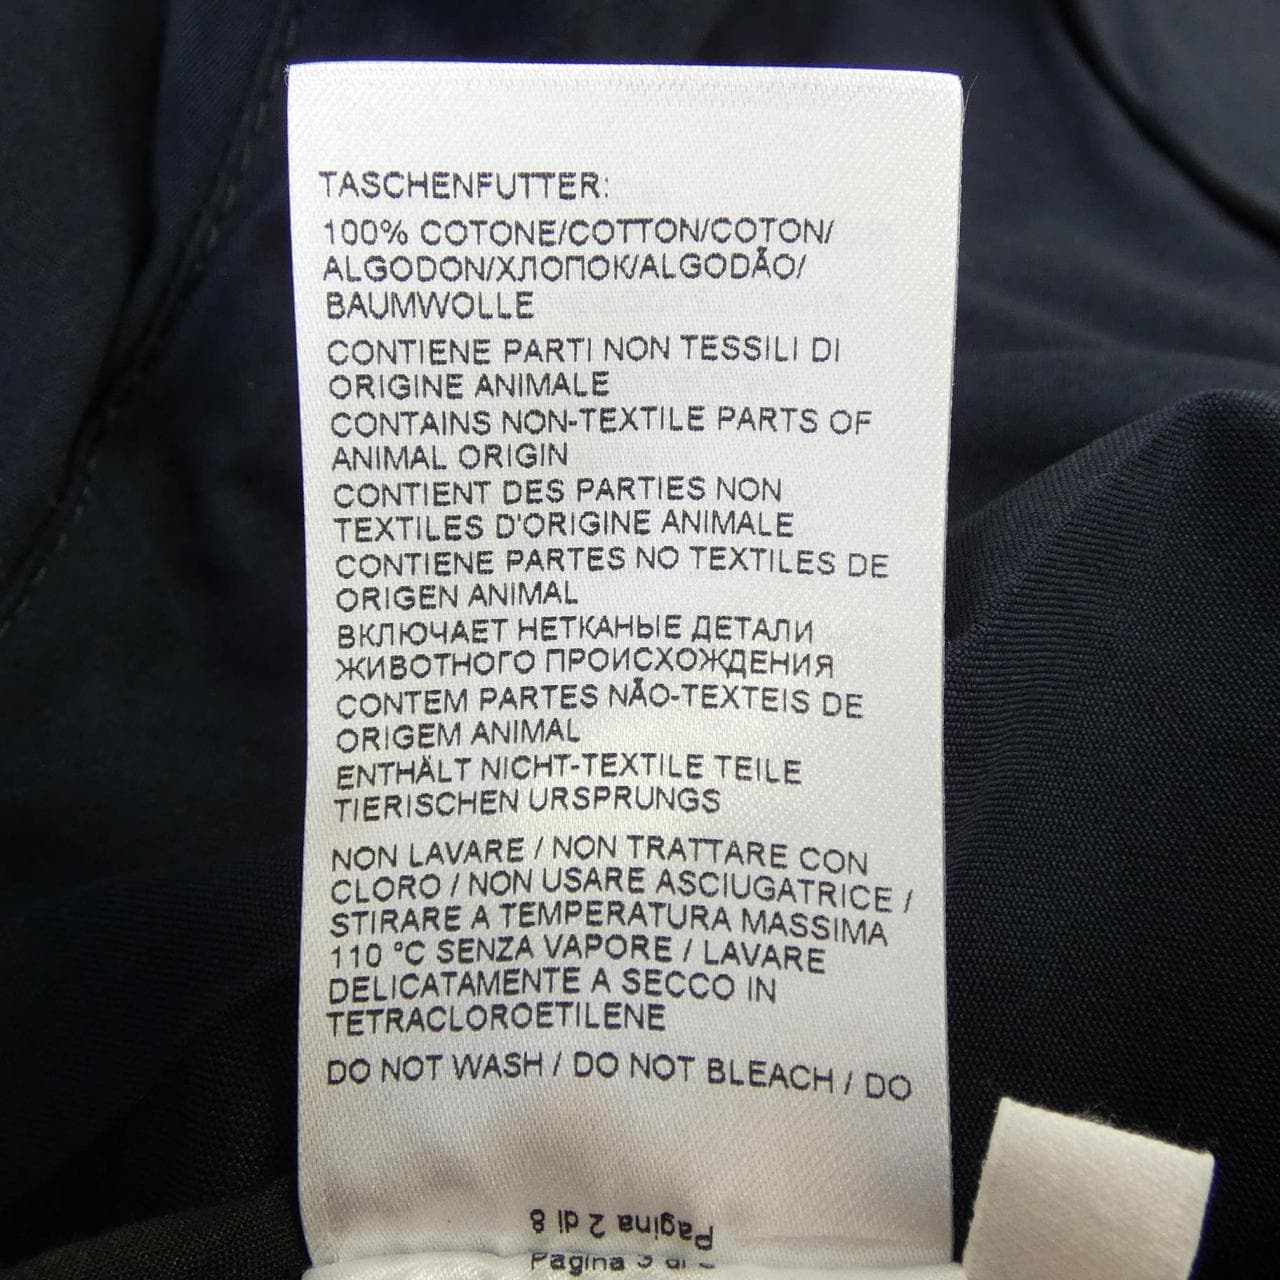 TASCHENFUTTER:
100% COTONE/COTTON/COTON/
ALGODON/ХЛОПОК/ALGODÃO/
BAUMWOLLE
CONTIENE PARTI NON TESSILI DI
ORIGINE ANIMALE
CONTAINS NON-TEXTILE PARTS OF
ANIMAL ORIGIN
CONTIENT DES PARTIES NON
TEXTILES D'ORIGINE ANIMALE
CONTIENE PARTES NO TEXTILES DE
ORIGEN ANIMAL
ВКЛЮЧАЕТ НЕТКАНЫЕ ДЕТАЛИ
ЖИВОТНОГО ПРОИСХОЖДЕНИЯ
CONTEM PARTES NÃO-TEXTEIS DE
ORIGEM ANIMAL
ENTHÄLT NICHT-TEXTILE TEILE
TIERISCHEN URSPRUNGS
NON LAVARE / NON TRATTARE CON
CLORO / NON USARE ASCIUGATRICE /
STIRARE A TEMPERATURA MASSIMA
110 °C SENZA VAPORE / LAVARE
DELICATAMENTE A SECCO IN
TETRACLOROETILENE
DO NOT WASH / DO NOT BLEACH / DO
Pagina 2 di 8
Pagina